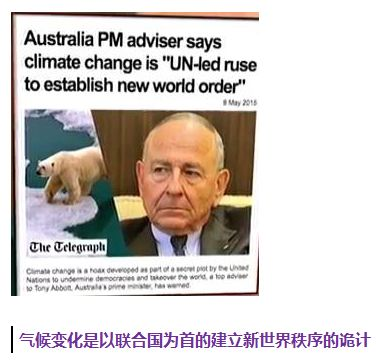 Australia PM adviser says
climate change is "UN-led ruse
to establish new world order"
8 May 2015
The Telegraph
Climate change is a hoax developed as part of a secret plot by the United
Nations to undermine democracies and takeover the world, a top adviser
to Tony Abbott, Australia's prime minister, has warned.
气候变化是以联合国为首的建立新世界秩序的诡计